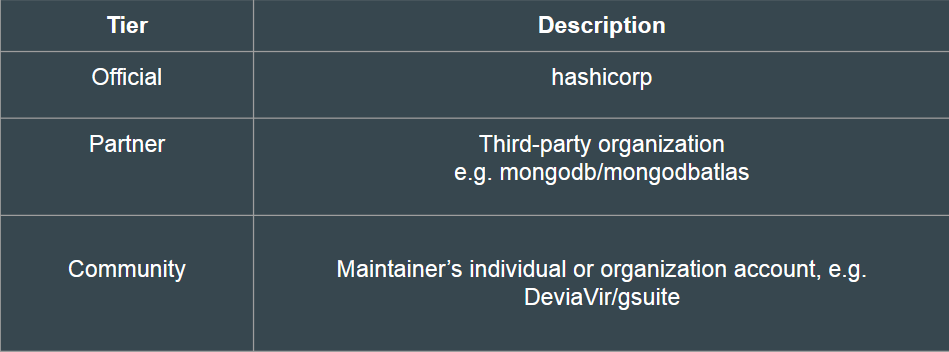 Tier Description
Official hashicorp
Partner Third-party organization
e.g. mongodb/mongodbatlas
Community Maintainer’s individual or organization account, e.g.
DeviaVir/gsuite